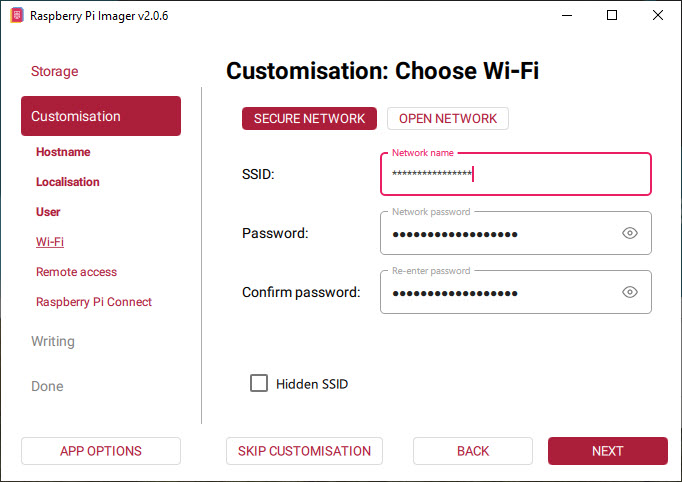 Raspberry Pi Imager v2.0.6
Storage
Customisation
Hostname
Localisation
User
Wi-Fi
Remote access
Raspberry Pi Connect
Writing
Done
APP OPTIONS
Customisation: Choose Wi-Fi
SECURE NETWORK
OPEN NETWORK
SSID:
Network name
****************
Password:
Network password
●●●●●●●●●●●●●●●●●●
Confirm password:
Re-enter password
●●●●●●●●●●●●●●●●●●
Hidden SSID
SKIP CUSTOMISATION
BACK
NEXT